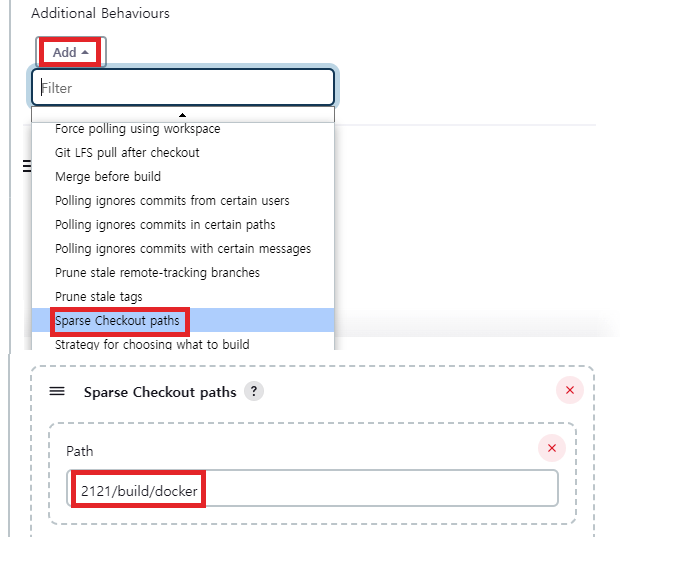 Additional Behaviours
Add
Filter
Force polling using workspace
Git LFS pull after checkout
Merge before build
Polling ignores commits from certain users
Polling ignores commits in certain paths
Polling ignores commits with certain messages
Prune stale remote-tracking branches
Prune stale tags
Sparse Checkout paths
Strategy for choosing what to build
Sparse Checkout paths ?
Path
2121/build/docker